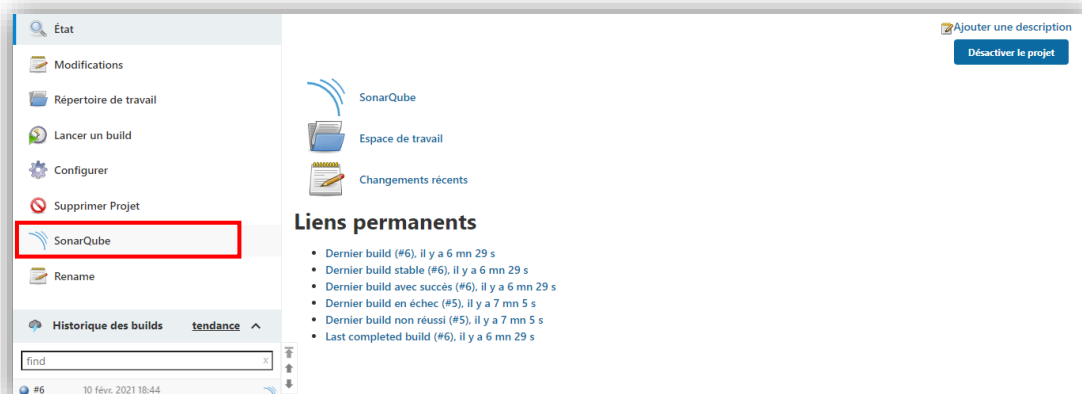 État
Modifications
Répertoire de travail
Lancer un build
Configurer
Supprimer Projet
SonarQube
Rename
Historique des builds tendance
find x
#6 10 févr. 2021 18:44
Ajouter une description
Désactiver le projet
SonarQube
Espace de travail
Changements récents
Liens permanents
Dernier build (#6), il y a 6 mn 29 s
Dernier build stable (#6), il y a 6 mn 29 s
Dernier build avec succès (#6), il y a 6 mn 29 s
Dernier build en échec (#5), il y a 7 mn 5 s
Dernier build non réussi (#5), il y a 7 mn 5 s
Last completed build (#6), il y a 6 mn 29 s